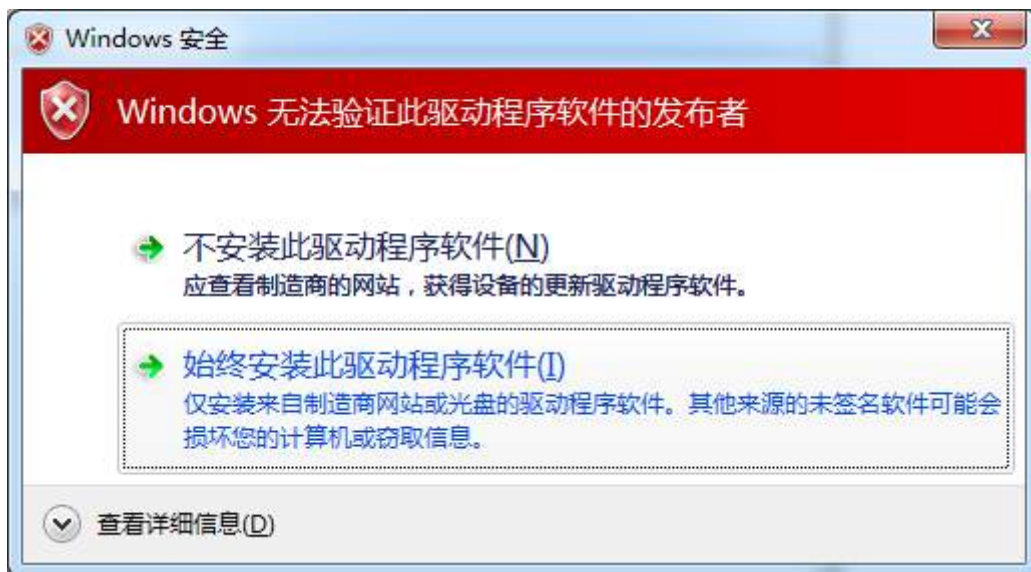 Windows 安全
Windows 无法验证此驱动程序软件的发布者
不安装此驱动程序软件(N)
应查看制造商的网站，获得设备的更新驱动程序软件。
始终安装此驱动程序软件(I)
仅安装来自制造商网站或光盘的驱动程序软件。其他来源的未签名软件可能会
损坏您的计算机或窃取信息。
查看详细信息(D)